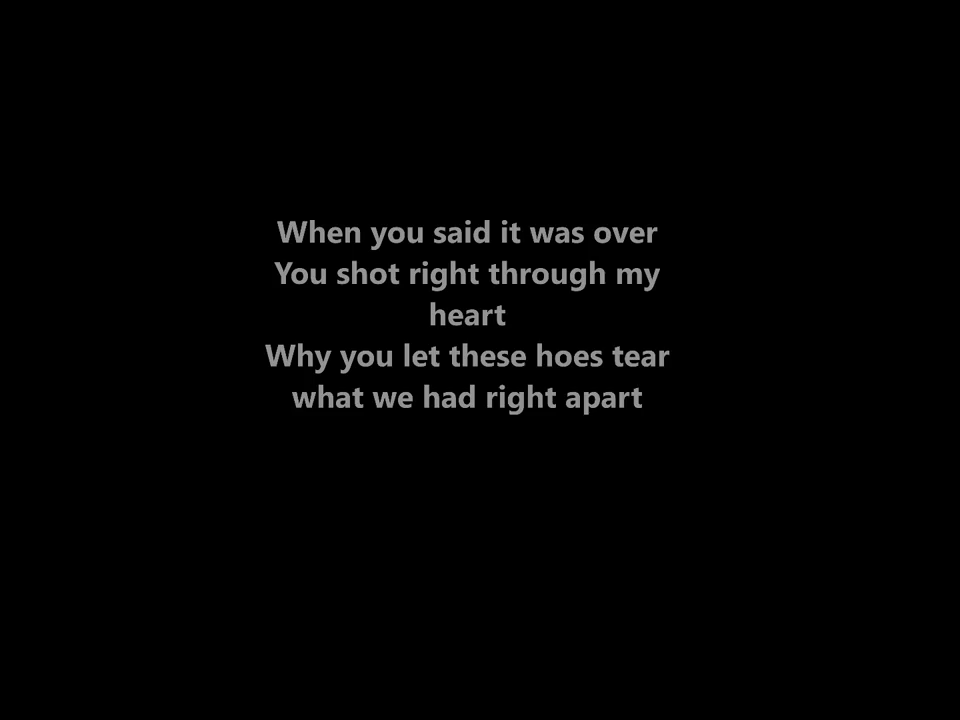 When you said it was over
You shot right through my
heart
Why you let these hoes tear
what we had right apart